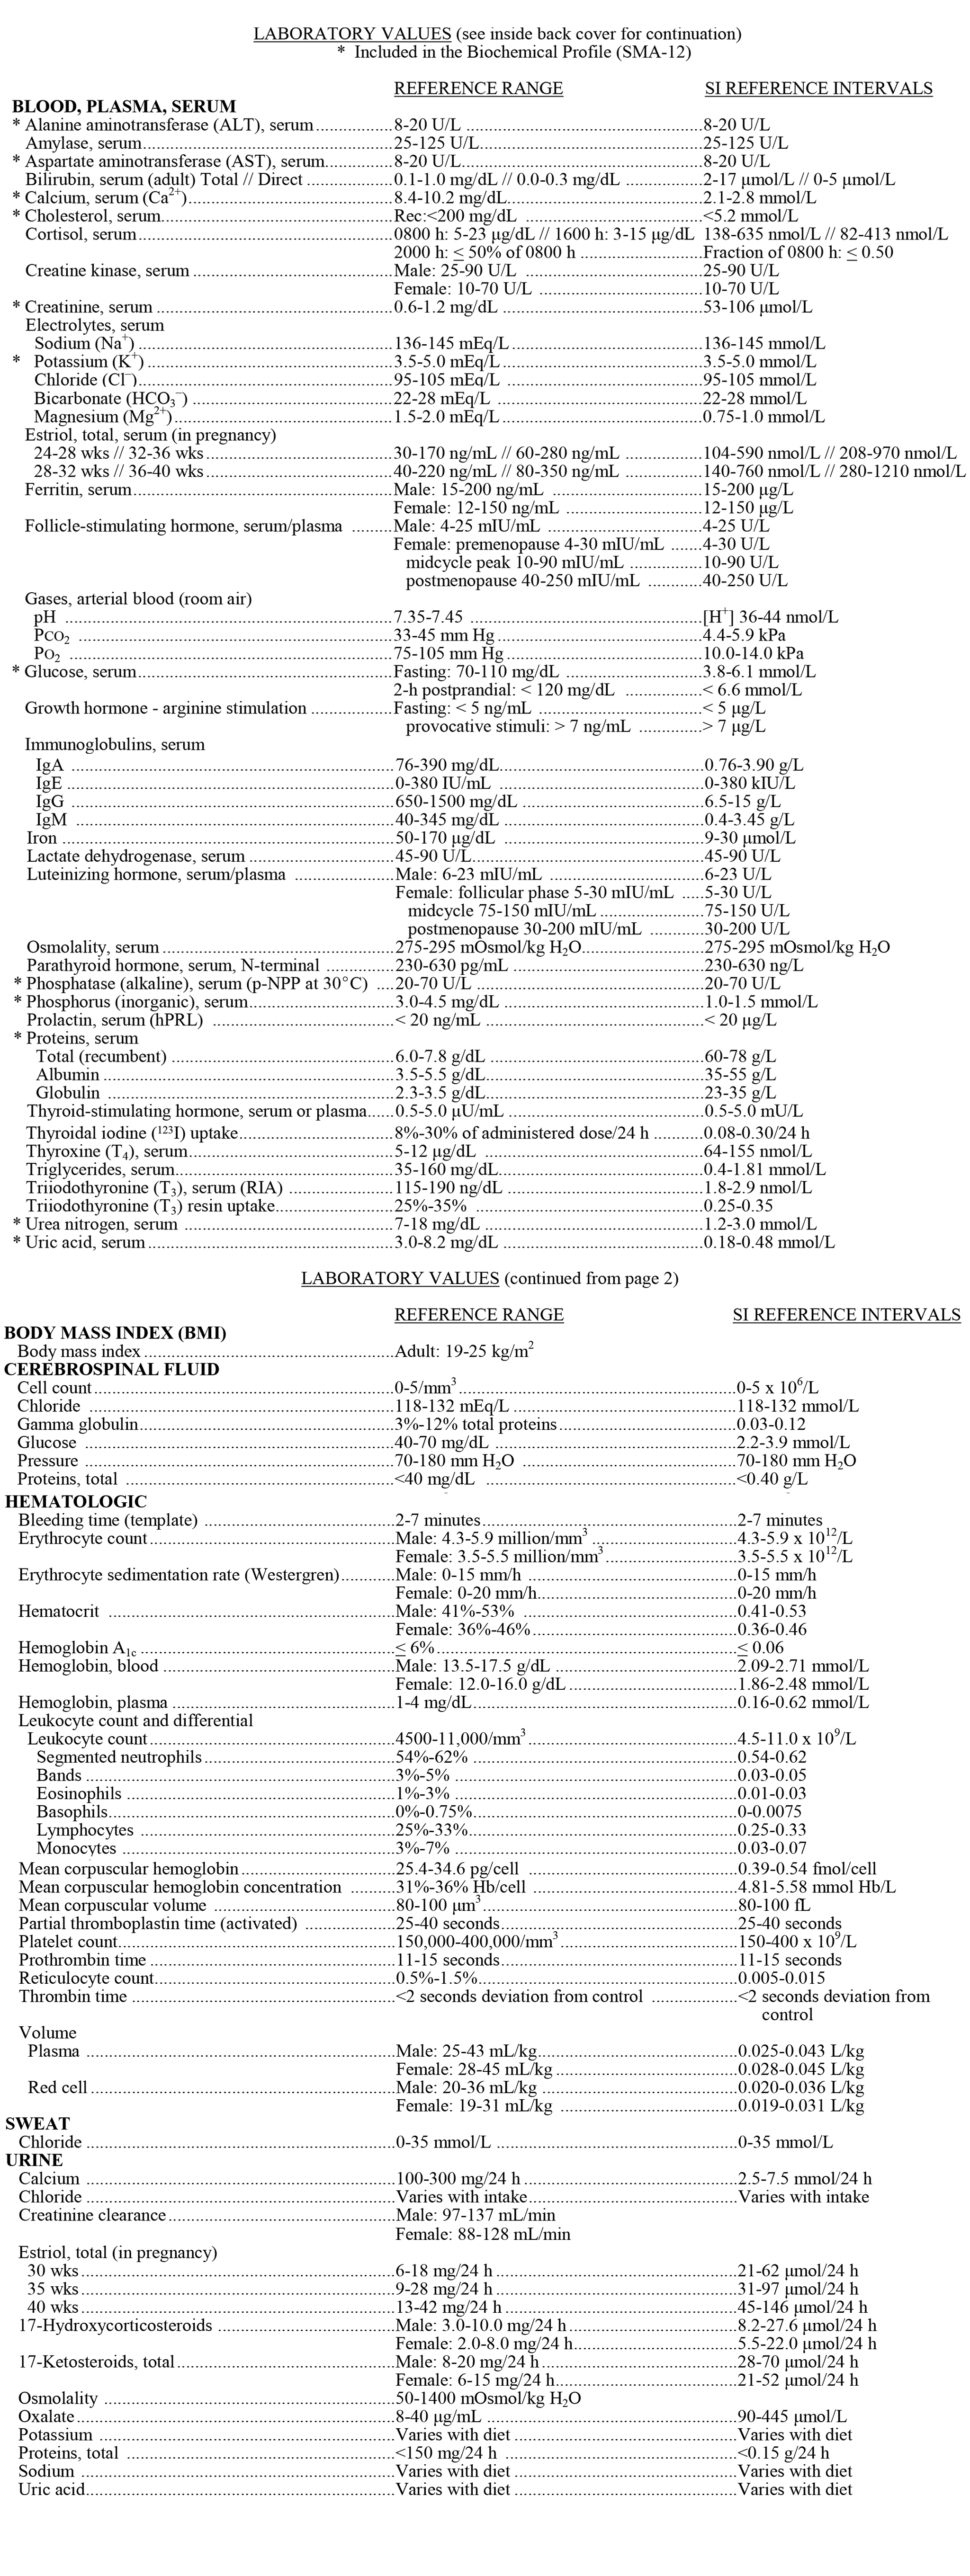 LABORATORY VALUES (see inside back cover for continuation)
* Included in the Biochemical Profile (SMA-12)
REFERENCE RANGE SI REFERENCE INTERVALS
BLOOD, PLASMA, SERUM
* Alanine aminotransferase (ALT), serum 8-20 U/L 8-20 U/L
Amylase, serum 25-125 U/L 25-125 U/L
* Aspartate aminotransferase (AST), serum 8-20 U/L 8-20 U/L
Bilirubin, serum (adult) Total // Direct 0.1-1.0 mg/dL // 0.0-0.3 mg/dL 2-17 µmol/L // 0-5 µmol/L
* Calcium, serum (Ca²⁺) 8.4-10.2 mg/dL 2.1-2.8 mmol/L
* Cholesterol, serum Rec:<200 mg/dL <5.2 mmol/L
Cortisol, serum 0800 h: 5-23 µg/dL // 1600 h: 3-15 µg/dL 138-635 nmol/L // 82-413 nmol/L
2000 h: ≤ 50% of 0800 h Fraction of 0800 h: ≤ 0.50
Creatine kinase, serum Male: 25-90 U/L 25-90 U/L
Female: 10-70 U/L 10-70 U/L
* Creatinine, serum 0.6-1.2 mg/dL 53-106 µmol/L
Electrolytes, serum
Sodium (Na⁺) 136-145 mEq/L 136-145 mmol/L
* Potassium (K⁺) 3.5-5.0 mEq/L 3.5-5.0 mmol/L
Chloride (Cl⁻) 95-105 mEq/L 95-105 mmol/L
Bicarbonate (HCO₃⁻) 22-28 mEq/L 22-28 mmol/L
Magnesium (Mg²⁺) 1.5-2.0 mEq/L 0.75-1.0 mmol/L
Estriol, total, serum (in pregnancy)
24-28 wks // 32-36 wks 30-170 ng/mL // 60-280 ng/mL 104-590 nmol/L // 208-970 nmol/L
28-32 wks // 36-40 wks 40-220 ng/mL // 80-350 ng/mL 140-760 nmol/L // 280-1210 nmol/L
Ferritin, serum Male: 15-200 ng/mL 15-200 µg/L
Female: 12-150 ng/mL 12-150 µg/L
Follicle-stimulating hormone, serum/plasma Male: 4-25 mIU/mL 4-25 U/L
Female: premenopause 4-30 mIU/mL 4-30 U/L
midcycle peak 10-90 mIU/mL 10-90 U/L
postmenopause 40-250 mIU/mL 40-250 U/L
Gases, arterial blood (room air)
pH 7.35-7.45 [H⁺] 36-44 nmol/L
PCO₂ 33-45 mm Hg 4.4-5.9 kPa
PO₂ 75-105 mm Hg 10.0-14.0 kPa
* Glucose, serum Fasting: 70-110 mg/dL 3.8-6.1 mmol/L
2-h postprandial: < 120 mg/dL < 6.6 mmol/L
Growth hormone - arginine stimulation Fasting: < 5 ng/mL < 5 µg/L
provocative stimuli: > 7 ng/mL > 7 µg/L
Immunoglobulins, serum
IgA 76-390 mg/dL 0.76-3.90 g/L
IgE 0-380 IU/mL 0-380 kIU/L
IgG 650-1500 mg/dL 6.5-15 g/L
IgM 40-345 mg/dL 0.4-3.45 g/L
Iron 50-170 µg/dL 9-30 µmol/L
Lactate dehydrogenase, serum 45-90 U/L 45-90 U/L
Luteinizing hormone, serum/plasma Male: 6-23 mIU/mL 6-23 U/L
Female: follicular phase 5-30 mIU/mL 5-30 U/L
midcycle 75-150 mIU/mL 75-150 U/L
postmenopause 30-200 mIU/mL 30-200 U/L
Osmolality, serum 275-295 mOsmol/kg H₂O 275-295 mOsmol/kg H₂O
Parathyroid hormone, serum, N-terminal 230-630 pg/mL 230-630 ng/L
* Phosphatase (alkaline), serum (p-NPP at 30°C) 20-70 U/L 20-70 U/L
* Phosphorus (inorganic), serum 3.0-4.5 mg/dL 1.0-1.5 mmol/L
Prolactin, serum (hPRL) < 20 ng/mL < 20 µg/L
* Proteins, serum
Total (recumbent) 6.0-7.8 g/dL 60-78 g/L
Albumin 3.5-5.5 g/dL 35-55 g/L
Globulin 2.3-3.5 g/dL 23-35 g/L
Thyroid-stimulating hormone, serum or plasma 0.5-5.0 µU/mL 0.5-5.0 mU/L
Thyroidal iodine (¹²³I) uptake 8%-30% of administered dose/24 h 0.08-0.30/24 h
Thyroxine (T₄), serum 5-12 µg/dL 64-155 nmol/L
Triglycerides, serum 35-160 mg/dL 0.4-1.81 mmol/L
Triiodothyronine (T₃), serum (RIA) 115-190 ng/dL 1.8-2.9 nmol/L
Triiodothyronine (T₃) resin uptake 25%-35% 0.25-0.35
* Urea nitrogen, serum 7-18 mg/dL 1.2-3.0 mmol/L
* Uric acid, serum 3.0-8.2 mg/dL 0.18-0.48 mmol/L
LABORATORY VALUES (continued from page 2)
REFERENCE RANGE SI REFERENCE INTERVALS
BODY MASS INDEX (BMI)
Body mass index Adult: 19-25 kg/m²
CEREBROSPINAL FLUID
Cell count 0-5/mm³ 0-5 x 10⁶/L
Chloride 118-132 mEq/L 118-132 mmol/L
Gamma globulin 3%-12% total proteins 0.03-0.12
Glucose 40-70 mg/dL 2.2-3.9 mmol/L
Pressure 70-180 mm H₂O 70-180 mm H₂O
Proteins, total <40 mg/dL <0.40 g/L
HEMATOLOGIC
Bleeding time (template) 2-7 minutes 2-7 minutes
Erythrocyte count Male: 4.3-5.9 million/mm³ 4.3-5.9 x 10¹²/L
Female: 3.5-5.5 million/mm³ 3.5-5.5 x 10¹²/L
Erythrocyte sedimentation rate (Westergren) Male: 0-15 mm/h 0-15 mm/h
Female: 0-20 mm/h 0-20 mm/h
Hematocrit Male: 41%-53% 0.41-0.53
Female: 36%-46% 0.36-0.46
Hemoglobin A₁c ≤ 6% ≤ 0.06
Hemoglobin, blood Male: 13.5-17.5 g/dL 2.09-2.71 mmol/L
Female: 12.0-16.0 g/dL 1.86-2.48 mmol/L
Hemoglobin, plasma 1-4 mg/dL 0.16-0.62 mmol/L
Leukocyte count and differential
Leukocyte count 4500-11,000/mm³ 4.5-11.0 x 10⁹/L
Segmented neutrophils 54%-62% 0.54-0.62
Bands 3%-5% 0.03-0.05
Eosinophils 1%-3% 0.01-0.03
Basophils 0%-0.75% 0-0.0075
Lymphocytes 25%-33% 0.25-0.33
Monocytes 3%-7% 0.03-0.07
Mean corpuscular hemoglobin 25.4-34.6 pg/cell 0.39-0.54 fmol/cell
Mean corpuscular hemoglobin concentration 31%-36% Hb/cell 4.81-5.58 mmol Hb/L
Mean corpuscular volume 80-100 µm³ 80-100 fL
Partial thromboplastin time (activated) 25-40 seconds 25-40 seconds
Platelet count 150,000-400,000/mm³ 150-400 x 10⁹/L
Prothrombin time 11-15 seconds 11-15 seconds
Reticulocyte count 0.5%-1.5% 0.005-0.015
Thrombin time <2 seconds deviation from control <2 seconds deviation from
control
Volume
Plasma Male: 25-43 mL/kg 0.025-0.043 L/kg
Female: 28-45 mL/kg 0.028-0.045 L/kg
Red cell Male: 20-36 mL/kg 0.020-0.036 L/kg
Female: 19-31 mL/kg 0.019-0.031 L/kg
SWEAT
Chloride 0-35 mmol/L 0-35 mmol/L
URINE
Calcium 100-300 mg/24 h 2.5-7.5 mmol/24 h
Chloride Varies with intake Varies with intake
Creatinine clearance Male: 97-137 mL/min
Female: 88-128 mL/min
Estriol, total (in pregnancy)
30 wks 6-18 mg/24 h 21-62 µmol/24 h
35 wks 9-28 mg/24 h 31-97 µmol/24 h
40 wks 13-42 mg/24 h 45-146 µmol/24 h
17-Hydroxycorticosteroids Male: 3.0-10.0 mg/24 h 8.2-27.6 µmol/24 h
Female: 2.0-8.0 mg/24 h 5.5-22.0 µmol/24 h
17-Ketosteroids, total Male: 8-20 mg/24 h 28-70 µmol/24 h
Female: 6-15 mg/24 h 21-52 µmol/24 h
Osmolality 50-1400 mOsmol/kg H₂O
Oxalate 8-40 µg/mL 90-445 µmol/L
Potassium Varies with diet Varies with diet
Proteins, total <150 mg/24 h <0.15 g/24 h
Sodium Varies with diet Varies with diet
Uric acid Varies with diet Varies with diet